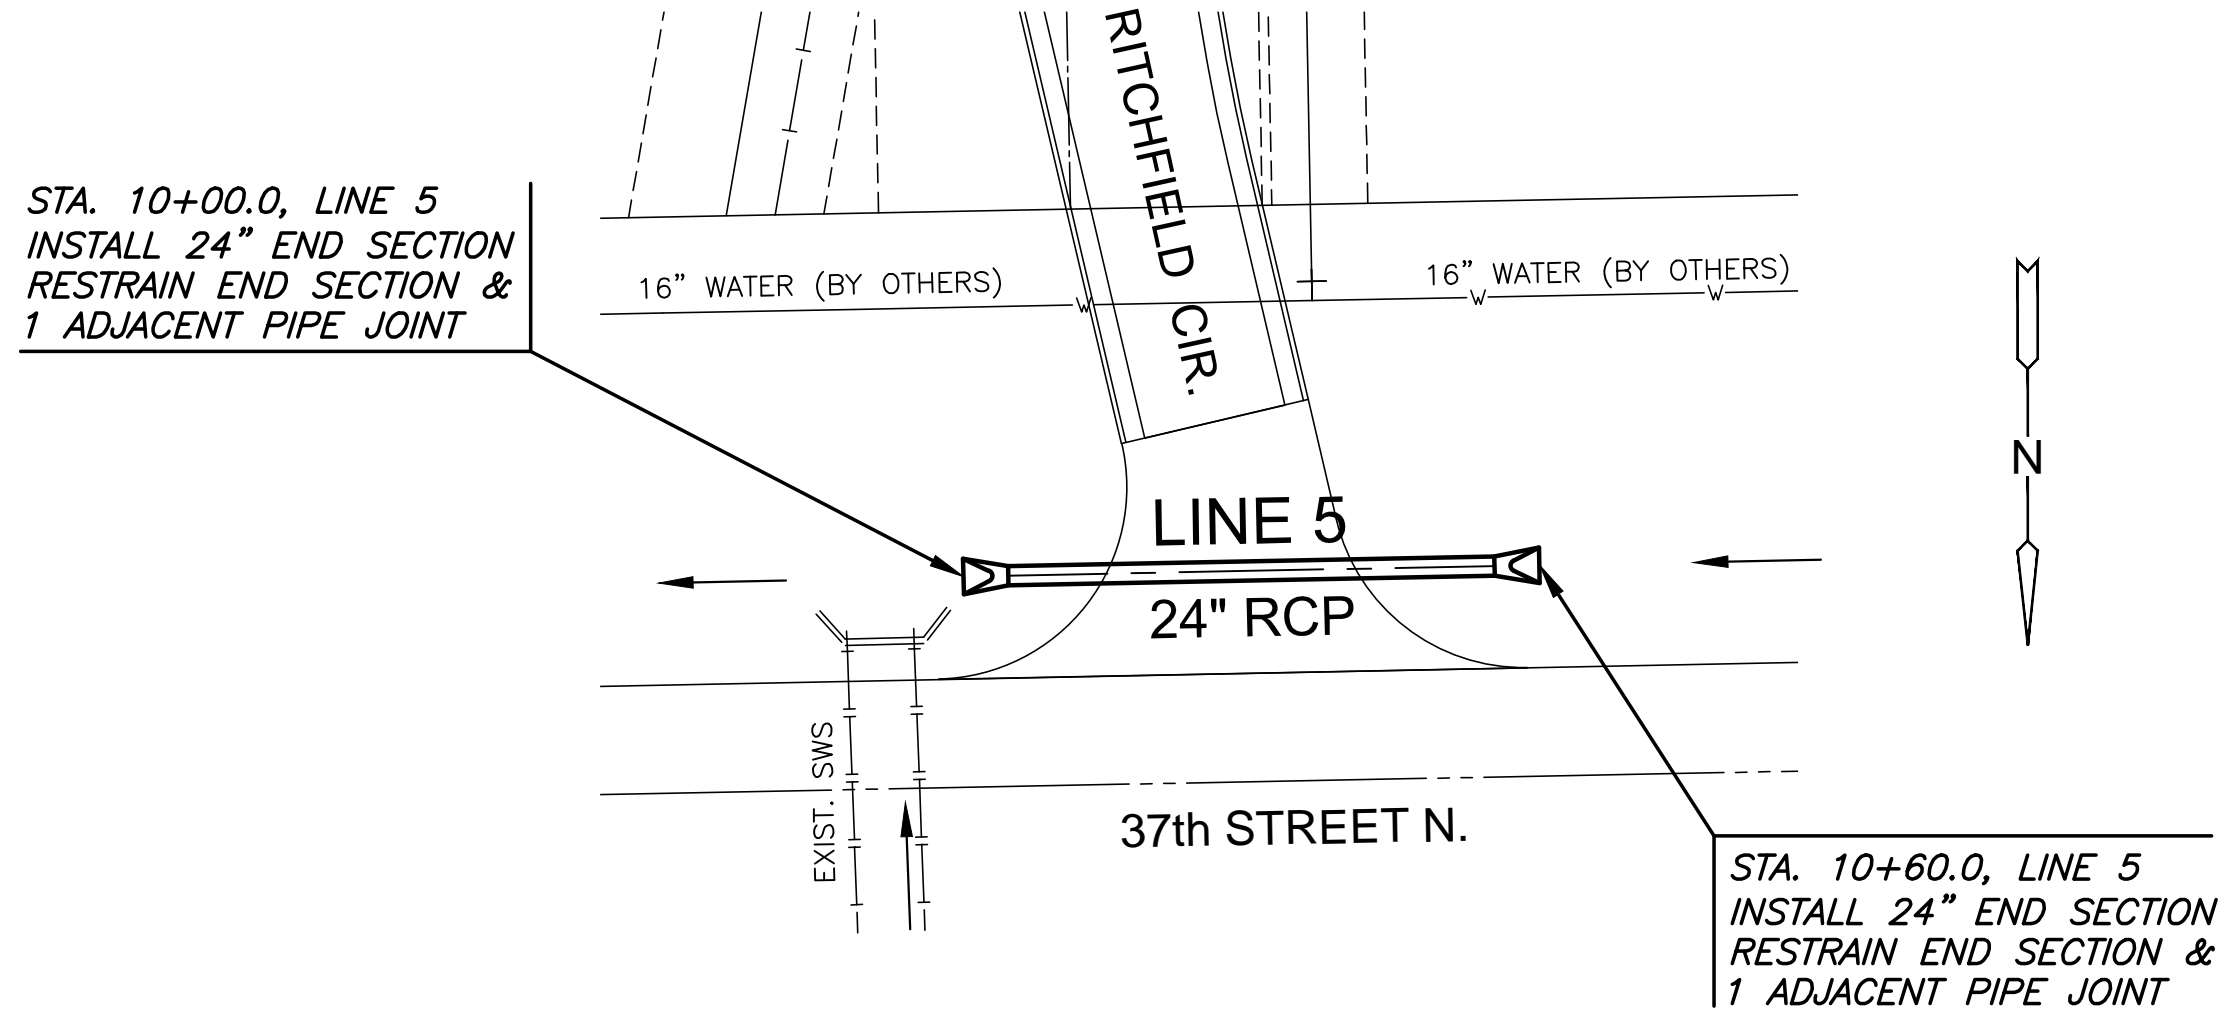 RITCHFIELD CIR.
STA. 10+00.0, LINE 5
INSTALL 24" END SECTION
RESTRAIN END SECTION &
1 ADJACENT PIPE JOINT
16" WATER (BY OTHERS)
W
16" WATER (BY OTHERS)
W
W
N
LINE 5
24" RCP
EXIST. SWS
37th STREET N.
STA. 10+60.0, LINE 5
INSTALL 24" END SECTION
RESTRAIN END SECTION &
1 ADJACENT PIPE JOINT